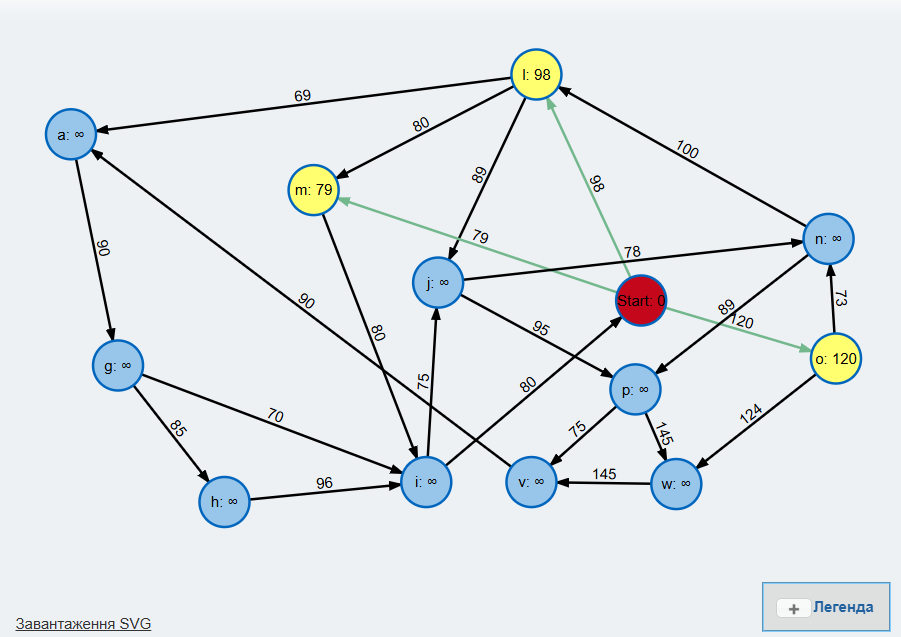 l: 98
69
80
a: ∞
100
89
98
m: 79
79
n: ∞
90
78
j: ∞
90
Start: 0
73
89
120
95
80
o: 120
g: ∞
75
80
p: ∞
70
124
85
75
145
96
145
i: ∞
v: ∞
w: ∞
h: ∞
Легенда
Завантаження SVG